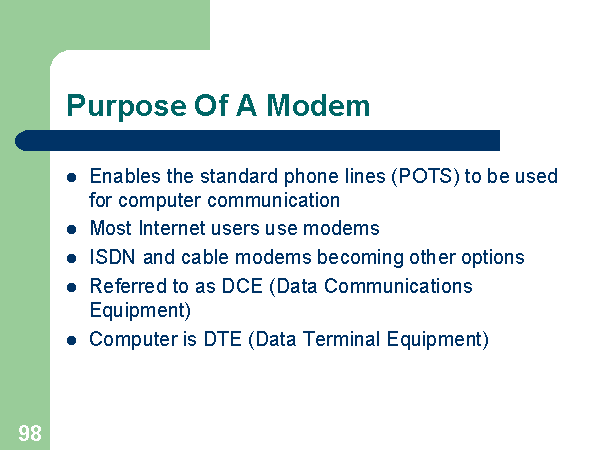 Purpose Of A Modem
Enables the standard phone lines (POTS) to be used
for computer communication
Most Internet users use modems
ISDN and cable modems becoming other options
Referred to as DCE (Data Communications
Equipment)
Computer is DTE (Data Terminal Equipment)
98